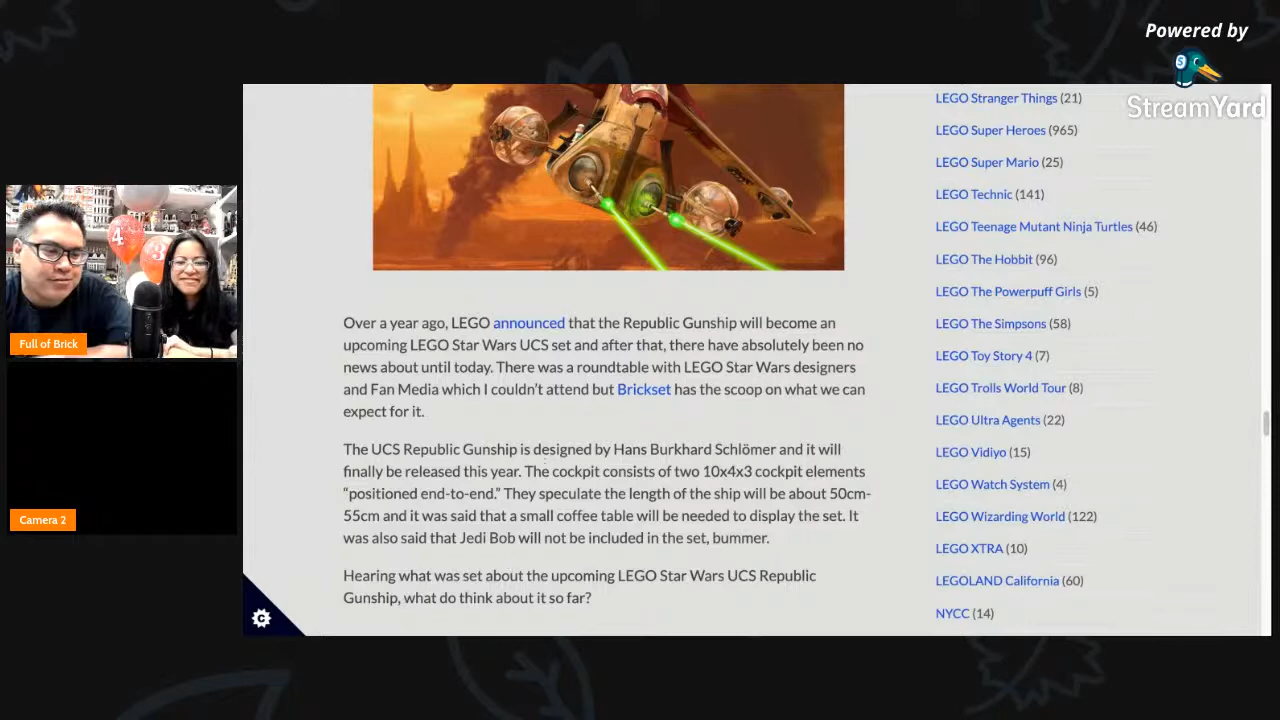 Powered by
StreamYard
4
3
Full of Brick
Camera 2
Over a year ago, LEGO announced that the Republic Gunship will become an
upcoming LEGO Star Wars UCS set and after that, there have absolutely been no
news about until today. There was a roundtable with LEGO Star Wars designers
and Fan Media which I couldn't attend but Brickset has the scoop on what we can
expect for it.
The UCS Republic Gunship is designed by Hans Burkhard Schlömer and it will
finally be released this year. The cockpit consists of two 10x4x3 cockpit elements
“positioned end-to-end.” They speculate the length of the ship will be about 50cm-
55cm and it was said that a small coffee table will be needed to display the set. It
was also said that Jedi Bob will not be included in the set, bummer.
Hearing what was set about the upcoming LEGO Star Wars UCS Republic
Gunship, what do think about it so far?
LEGO Stranger Things (21)
LEGO Super Heroes (965)
LEGO Super Mario (25)
LEGO Technic (141)
LEGO Teenage Mutant Ninja Turtles (46)
LEGO The Hobbit (96)
LEGO The Powerpuff Girls (5)
LEGO The Simpsons (58)
LEGO Toy Story 4 (7)
LEGO Trolls World Tour (8)
LEGO Ultra Agents (22)
LEGO Vidiyo (15)
LEGO Watch System (4)
LEGO Wizarding World (122)
LEGO XTRA (10)
LEGOLAND California (60)
NYCC (14)